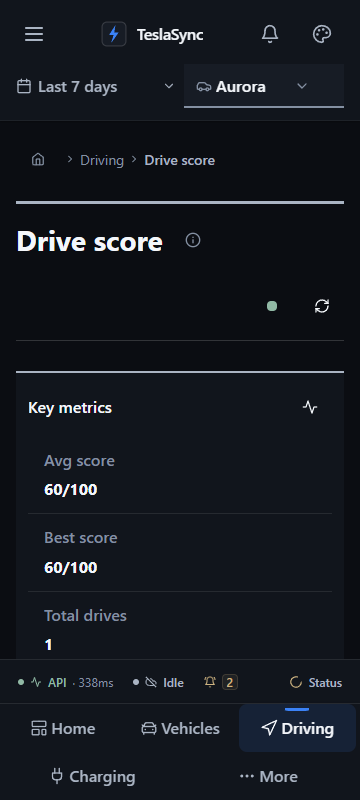 TeslaSync
Last 7 days Aurora
Driving Drive score
Drive score
Key metrics
Avg score
60/100
Best score
60/100
Total drives
1
API · 338ms Idle 2 Status
Home Vehicles Driving
Charging More